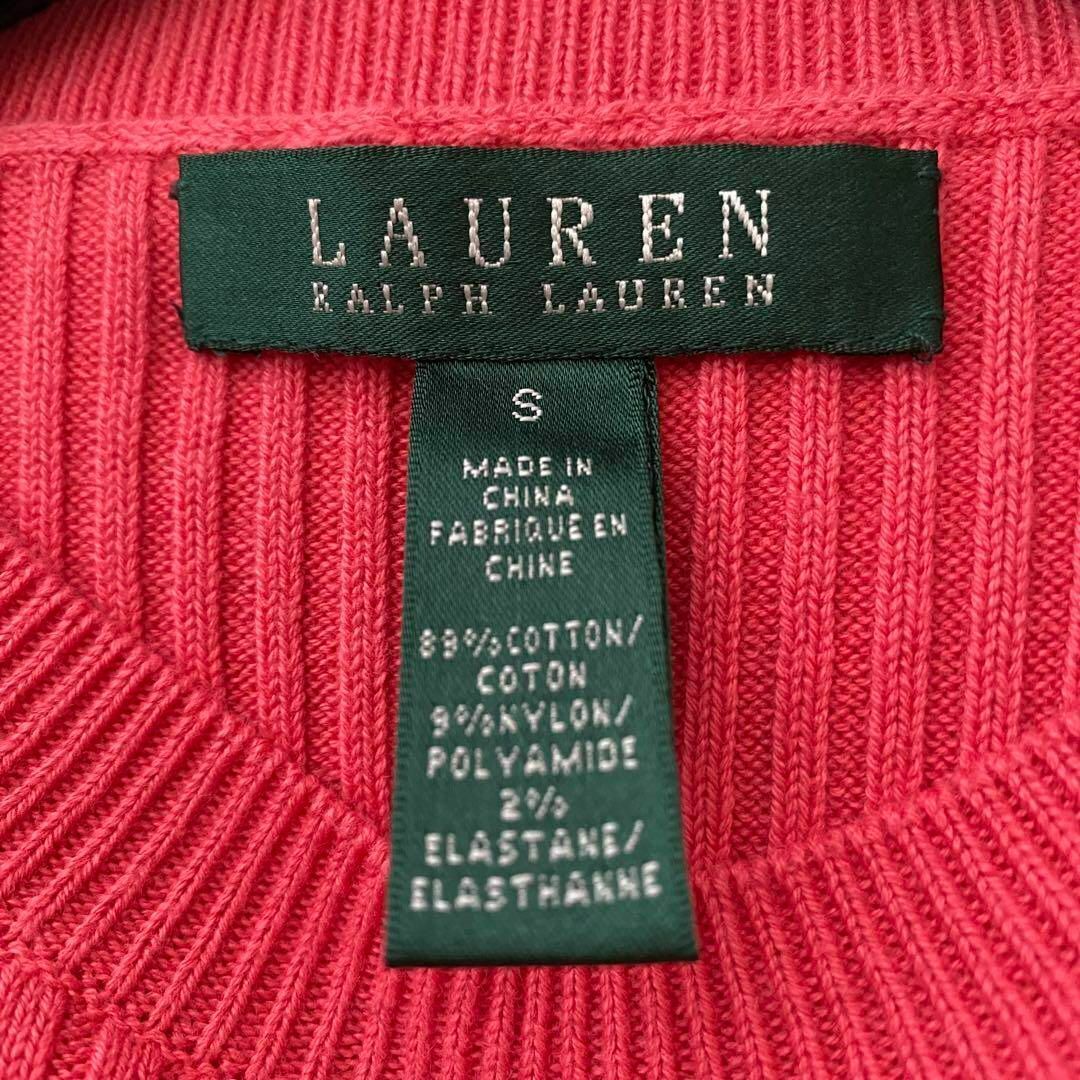 LAUREN
RALPH LAUREN
S
MADE IN
CHINA
FABRIQUE EN
CHINE
89%COTTON/
COTON
9%NYLON/
POLYAMIDE
2%
ELASTANE/
ELASTHANNE